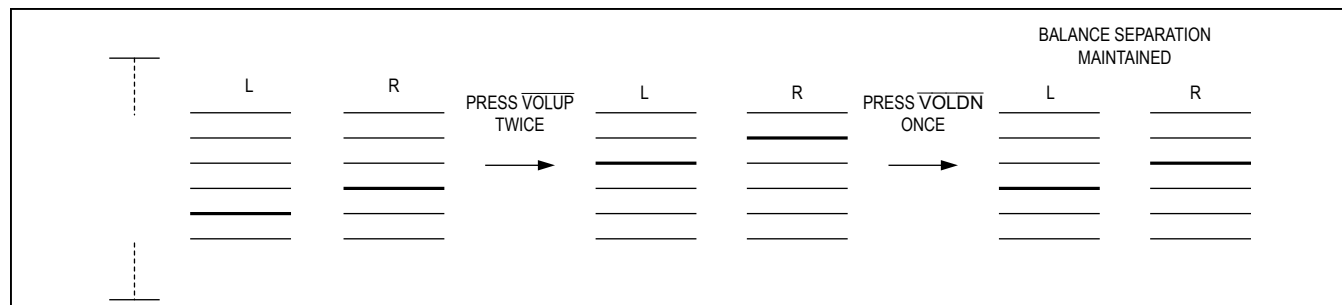 L
R
PRESS VOLUP
TWICE
L
R
PRESS VOLDN
ONCE
BALANCE SEPARATION
MAINTAINED
L
R